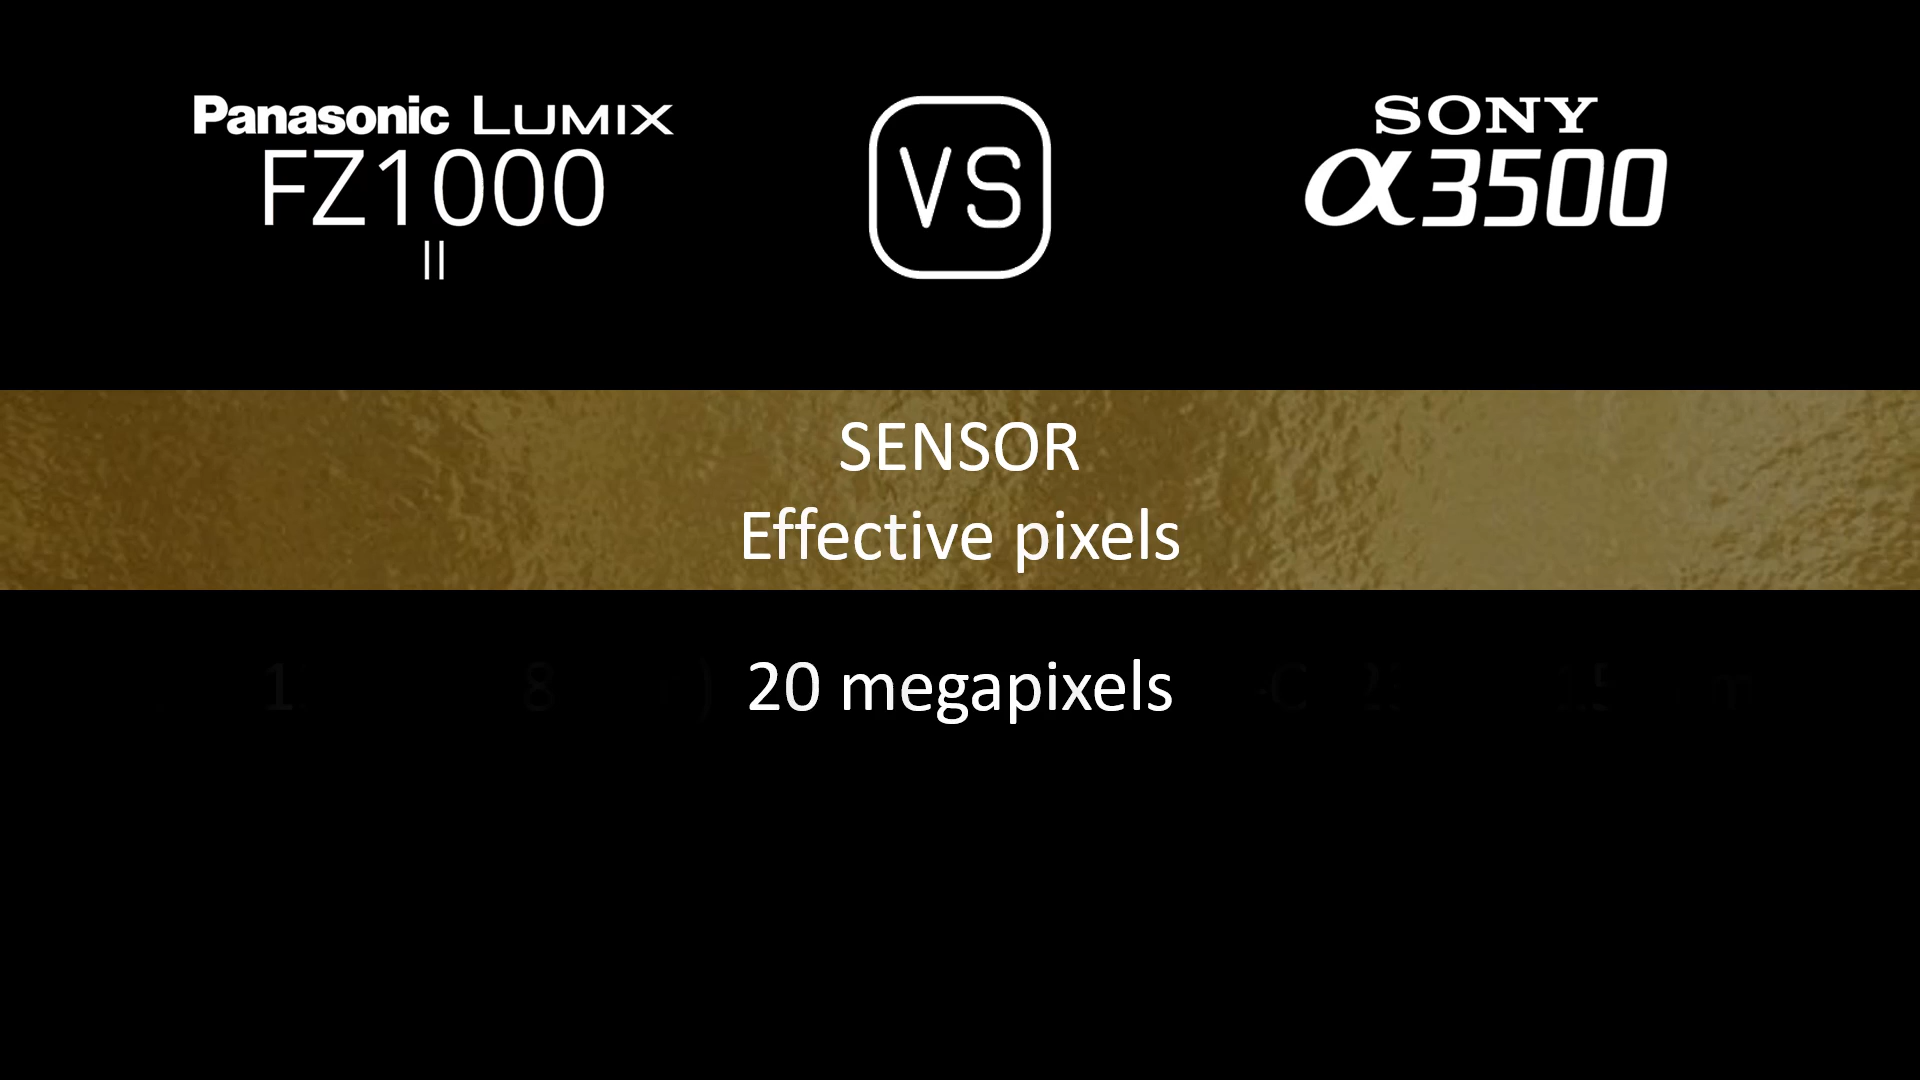 Panasonic LUMIX
FZ1000
II
VS
SONY
α3500
SENSOR
Effective pixels
20 megapixels